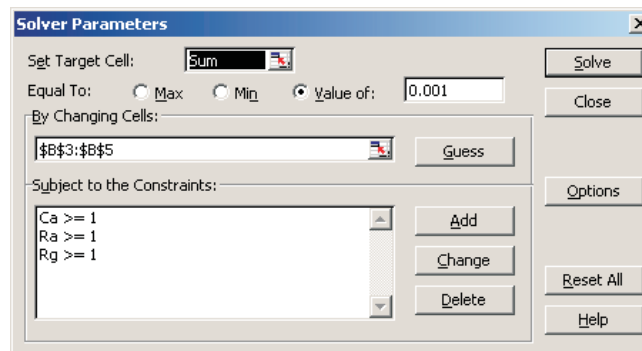 Solver Parameters
Set Target Cell: Sum
Solve
Equal To: Max Min Value of: 0.001
Close
By Changing Cells:
$B$3:$B$5
Guess
Subject to the Constraints:
Options
Ca >= 1
Ra >= 1
Rg >= 1
Add
Change
Delete
Reset All
Help